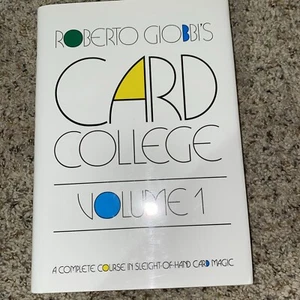 ROBERTO GIOBBI'S
CARD
COLLEGE
VOLUME 1
A COMPLETE COURSE IN SLEIGHT-OF-HAND CARD MAGIC